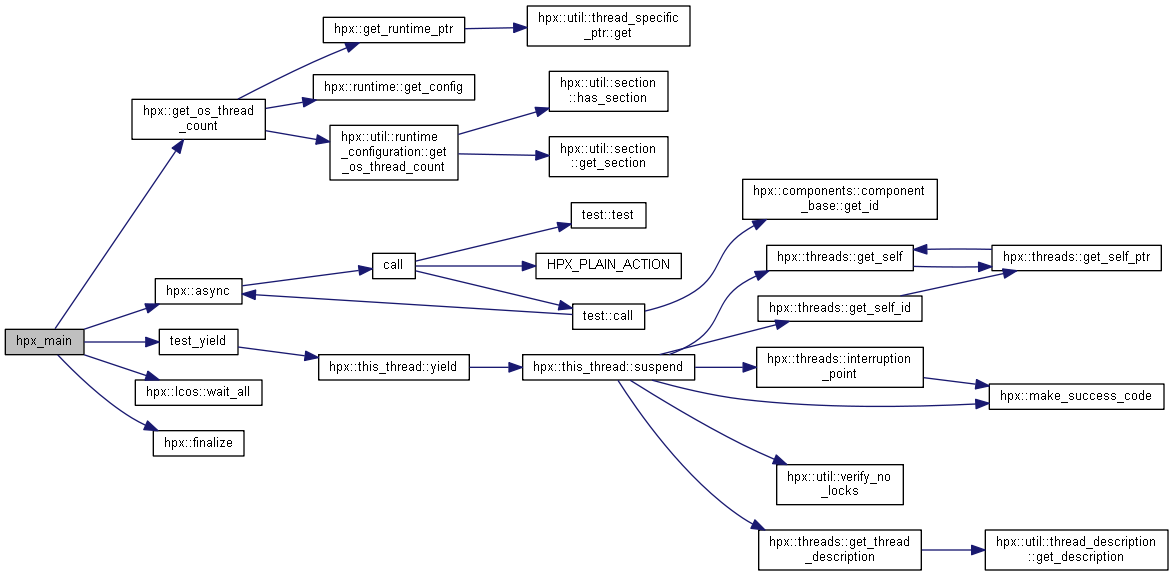 hpx::get_runtime_ptr
hpx::util::thread_specific
_ptr::get
hpx::runtime::get_config
hpx::util::section
::has_section
hpx::get_os_thread
_count
hpx::util::runtime
_configuration::get
_os_thread_count
hpx::util::section
::get_section
hpx::components::component
_base::get_id
test::test
call
HPX_PLAIN_ACTION
hpx::threads::get_self
hpx::threads::get_self_ptr
hpx::async
test::call
hpx::threads::get_self_id
hpx_main
test_yield
hpx::this_thread::yield
hpx::this_thread::suspend
hpx::threads::interruption
_point
hpx::lcos::wait_all
hpx::make_success_code
hpx::finalize
hpx::util::verify_no
_locks
hpx::threads::get_thread
_description
hpx::util::thread_description
::get_description